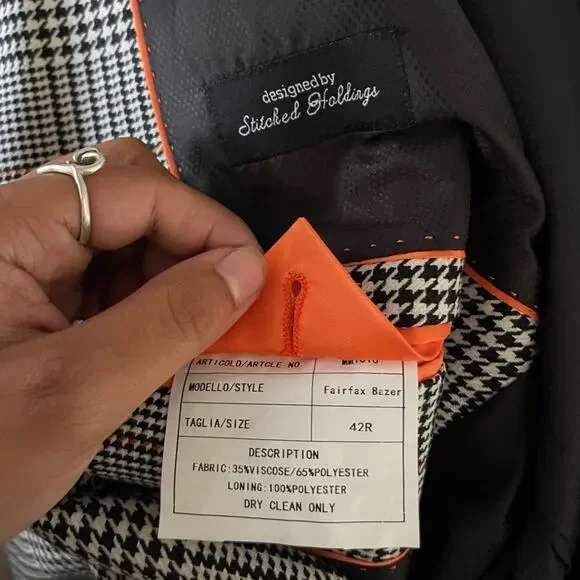 designed by
Stitched Holdings
ARTICOLO/ARTCLE NO.
MODELLO/STYLE Fairfax Bazer
TAGLIA/SIZE 42R
DESCRIPTION
FABRIC:35%VISCOSE/65%POLYESTER
LONING:100%POLYESTER
DRY CLEAN ONLY